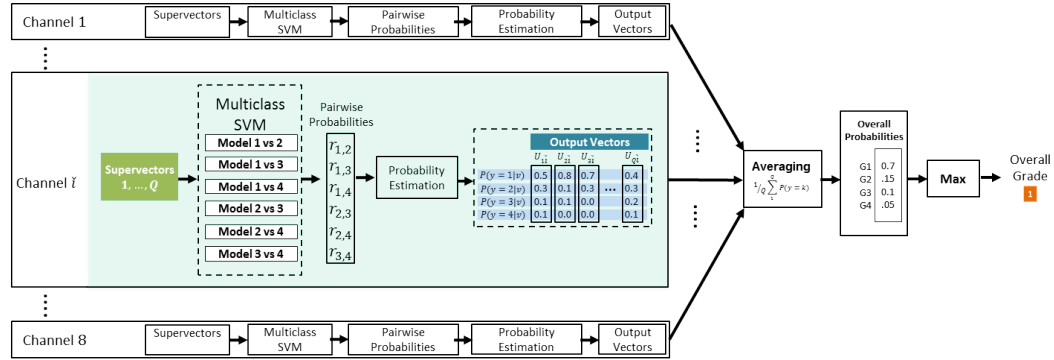 Channel 1
Supervectors
Multiclass
SVM
Pairwise
Probabilities
Probability
Estimation
Output
Vectors
Channel ǐ
Supervectors
1, ..., Q
Multiclass
SVM
Model 1 vs 2
Model 1 vs 3
Model 1 vs 4
Model 2 vs 3
Model 2 vs 4
Model 3 vs 4
Pairwise
Probabilities
r1,2
r1,3
r1,4
r2,3
r2,4
r3,4
Probability
Estimation
Output Vectors
U1ǐ U2ǐ U3ǐ UQǐ
P(y = 1|v) 0.5 0.8 0.7 0.4
P(y = 2|v) 0.3 0.1 0.3 ... 0.3
P(y = 3|v) 0.1 0.1 0.0 0.2
P(y = 4|v) 0.1 0.0 0.0 0.1
Averaging
1/Q ∑ P(y = k)
Overall
Probabilities
G1 0.7
G2 .15
G3 0.1
G4 .05
Max
Overall
Grade
1
Channel 8
Supervectors
Multiclass
SVM
Pairwise
Probabilities
Probability
Estimation
Output
Vectors